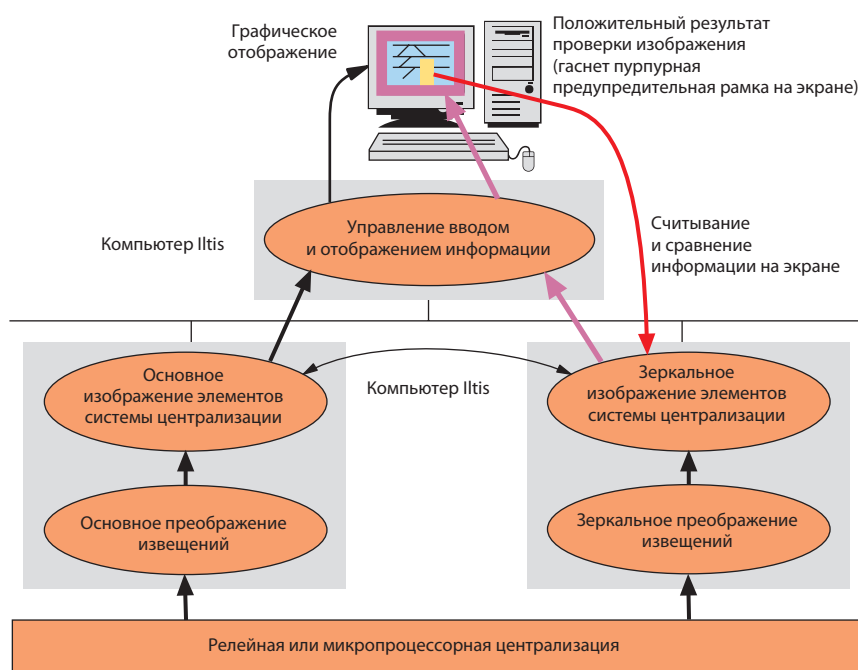 Графическое
отображение
Положительный результат
проверки изображения
(гаснет пурпурная
предупредительная рамка на экране)
Компьютер Iltis
Управление вводом
и отображением информации
Считывание
и сравнение
информации на экране
Основное
изображение элементов
системы централизации
Компьютер Iltis
Зеркальное
изображение элементов
системы централизации
Основное преображение
извещений
Зеркальное преображение
извещений
Релейная или микропроцессорная централизация